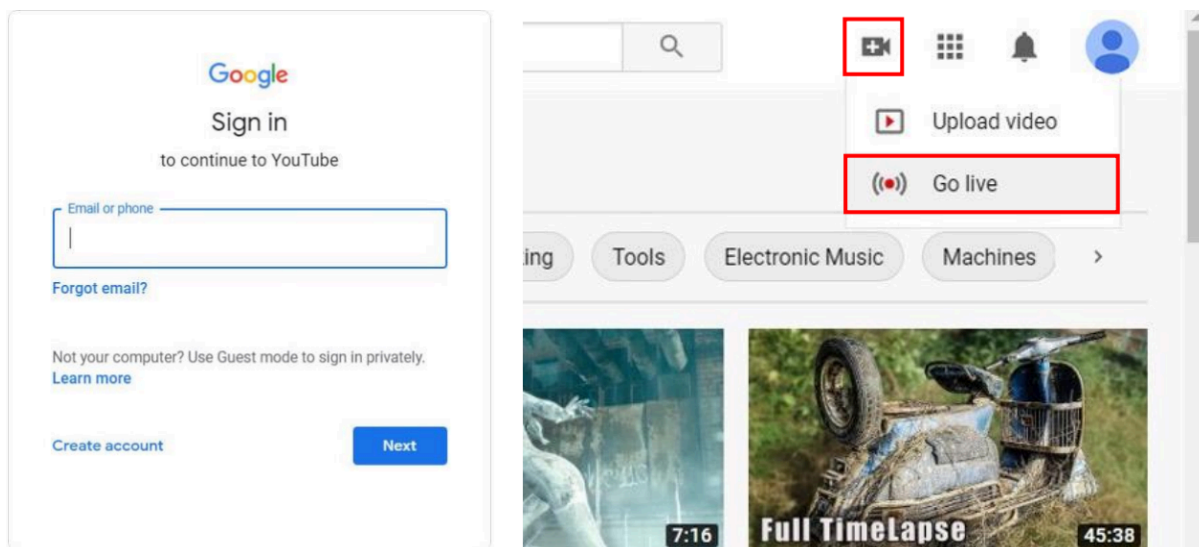 Google
Sign in
to continue to YouTube
Email or phone
Forgot email?
Not your computer? Use Guest mode to sign in privately.
Learn more
Create account
Next
Upload video
Go live
ing
Tools
Electronic Music
Machines
7:16
Full TimeLapse
45:38